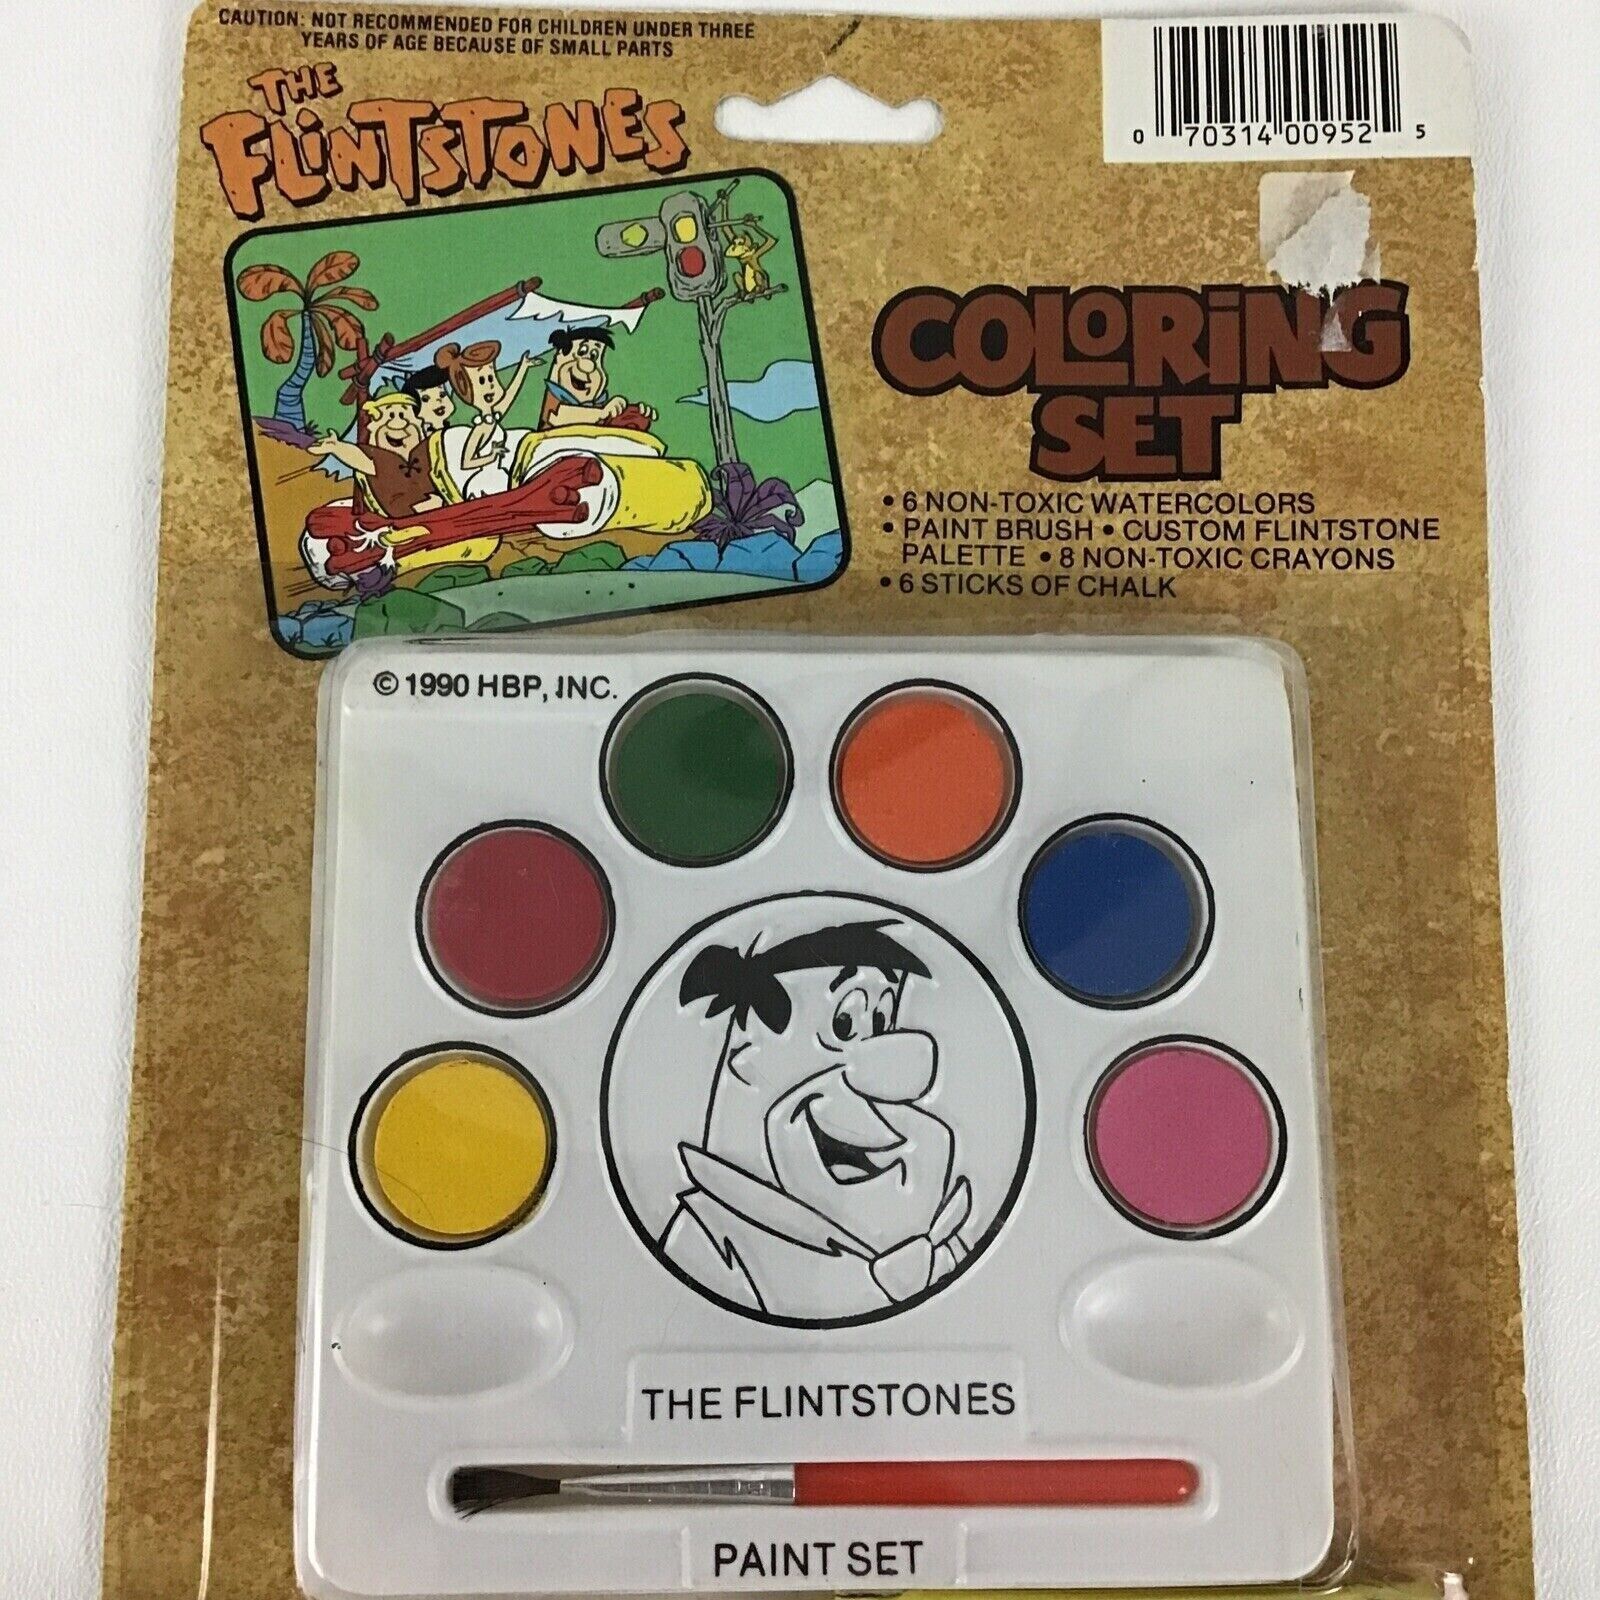 CAUTION: NOT RECOMMENDED FOR CHILDREN UNDER THREE
YEARS OF AGE BECAUSE OF SMALL PARTS
THE
FLINTSTONES
0 70314 00952 5
COLORING
SET
• 6 NON-TOXIC WATERCOLORS
• PAINT BRUSH • CUSTOM FLINTSTONE
PALETTE • 8 NON-TOXIC CRAYONS
• 6 STICKS OF CHALK
© 1990 HBP, INC.
THE FLINTSTONES
PAINT SET